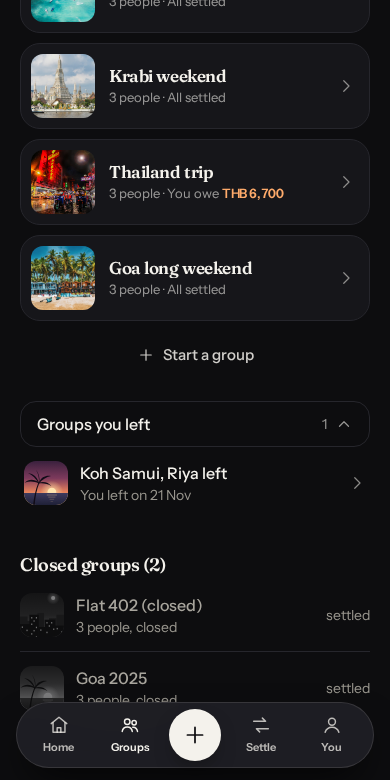 3 people · All settled
Krabi weekend
3 people · All settled
Thailand trip
3 people · You owe THB 6,700
Goa long weekend
3 people · All settled
Start a group
Groups you left 1
Koh Samui, Riya left
You left on 21 Nov
Closed groups (2)
Flat 402 (closed)
3 people, closed
settled
Goa 2025
3 people, closed
settled
Home Groups Settle You